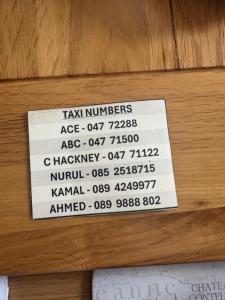 TAXI NUMBERS
ACE - 047 72288
ABC - 047 71500
C HACKNEY - 047 71122
NURUL - 085 2518715
KAMAL - 089 4249977
AHMED - 089 9888 802